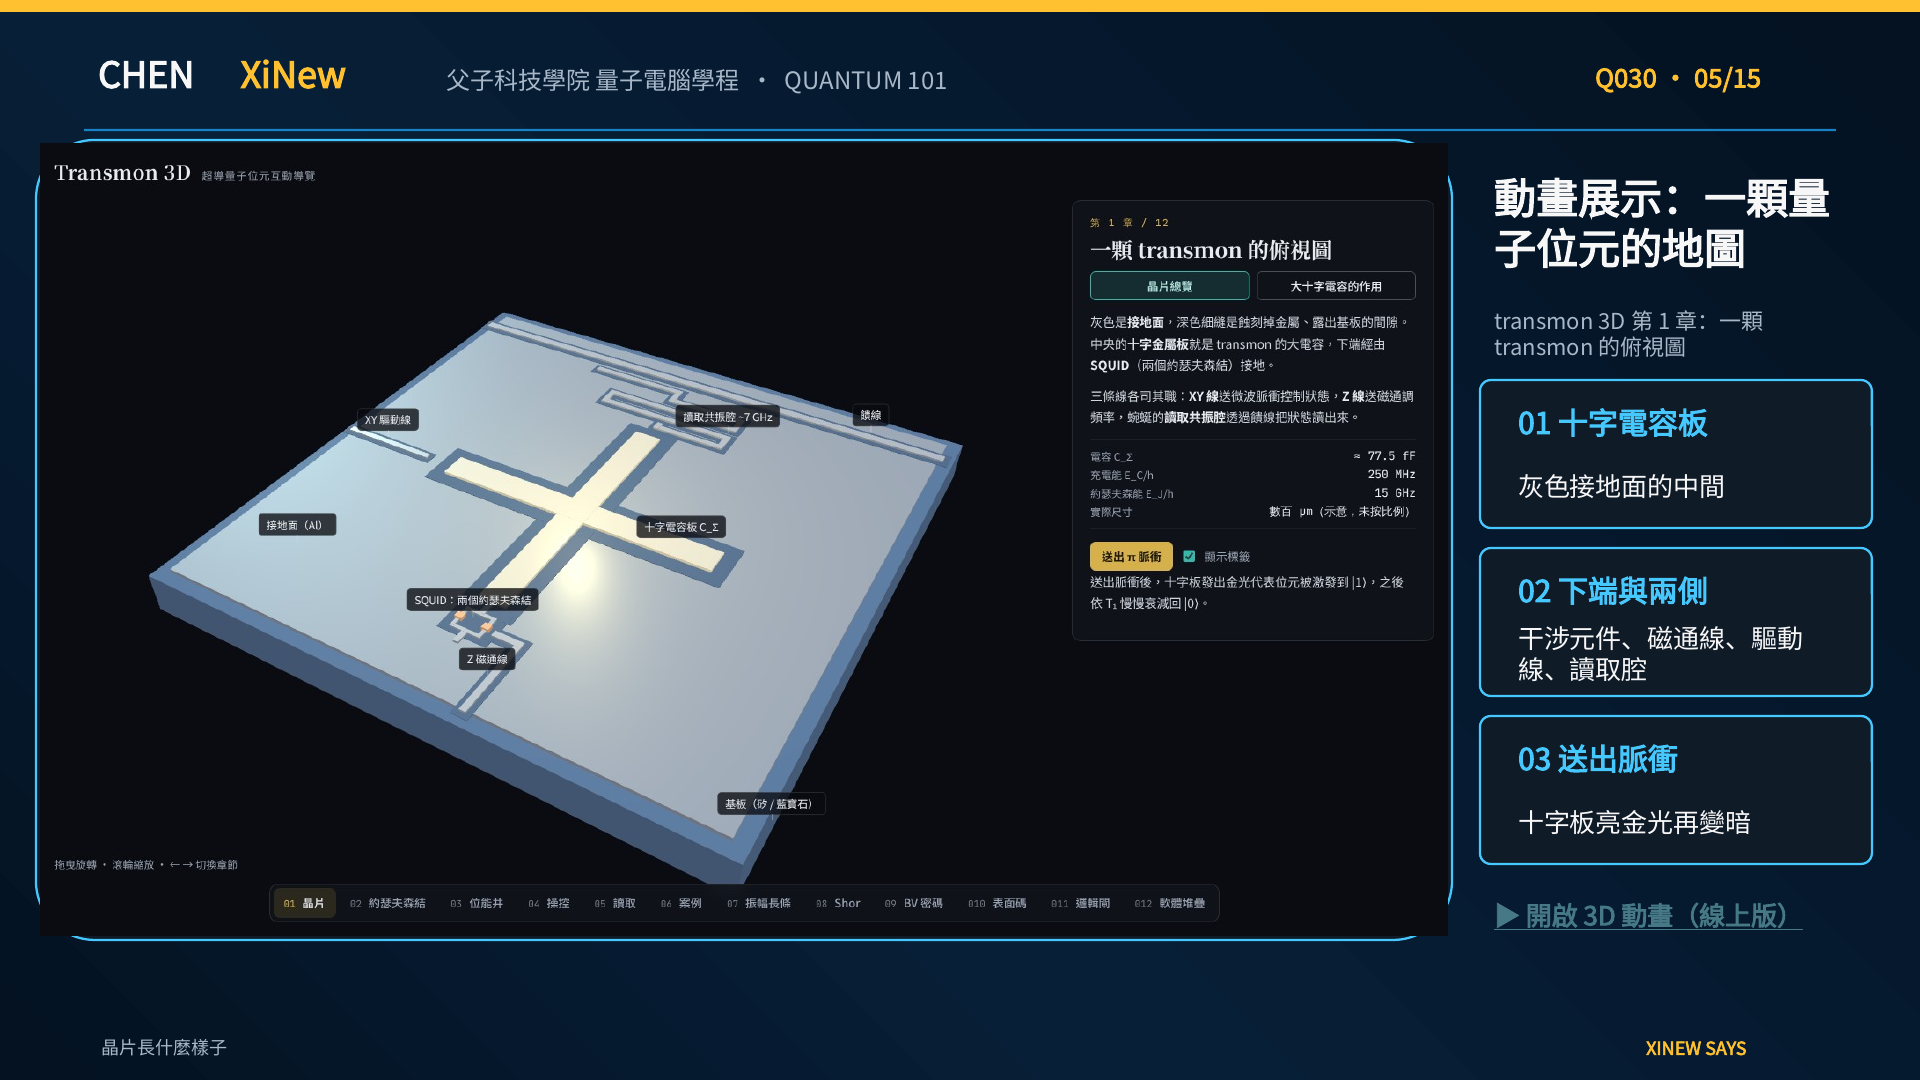 CHEN XiNew 父子科技學院 量子電腦學程 • QUANTUM 101
Q030 • 05/15
Transmon 3D 超導量子位元互動導覽
XY 驅動線
讀取共振腔 ~7 GHz
饋線
接地面（Al）
十字電容板 C_Σ
SQUID：兩個約瑟夫森結
Z 磁通線
基板（矽 / 藍寶石）
拖曳旋轉 • 滾輪縮放 • ←→ 切換章節
第 1 章 / 12
一顆 transmon 的俯視圖
晶片總覽
大十字電容的作用
灰色是接地面，深色細縫是蝕刻掉金屬、露出基板的間隙。
中央的十字金屬板就是 transmon 的大電容，下端經由
SQUID（兩個約瑟夫森結）接地。
三條線各司其職：XY 線送微波脈衝控制狀態，Z 線送磁通調
頻率，蜿蜒的讀取共振腔透過饋線把狀態讀出來。
電容 C_Σ ≈ 77.5 fF
充電能 E_C/h 250 MHz
約瑟夫森能 E_J/h 15 GHz
實際尺寸 數百 μm（示意，未按比例）
送出 π 脈衝 顯示標籤
送出脈衝後，十字板發出金光代表位元被激發到 |1⟩，之後
依 T₁ 慢慢衰減回 |0⟩。
01 晶片 02 約瑟夫森結 03 位能井 04 操控 05 讀取 06 案例 07 振幅長條 08 Shor 09 BV 密碼 010 表面碼 011 邏輯閘 012 軟體堆疊
動畫展示：一顆量
子位元的地圖
transmon 3D 第 1 章：一顆
transmon 的俯視圖
01 十字電容板
灰色接地面的中間
02 下端與兩側
干涉元件、磁通線、驅動
線、讀取腔
03 送出脈衝
十字板亮金光再變暗
▶ 開啟 3D 動畫（線上版）
晶片長什麼樣子
XINEW SAYS